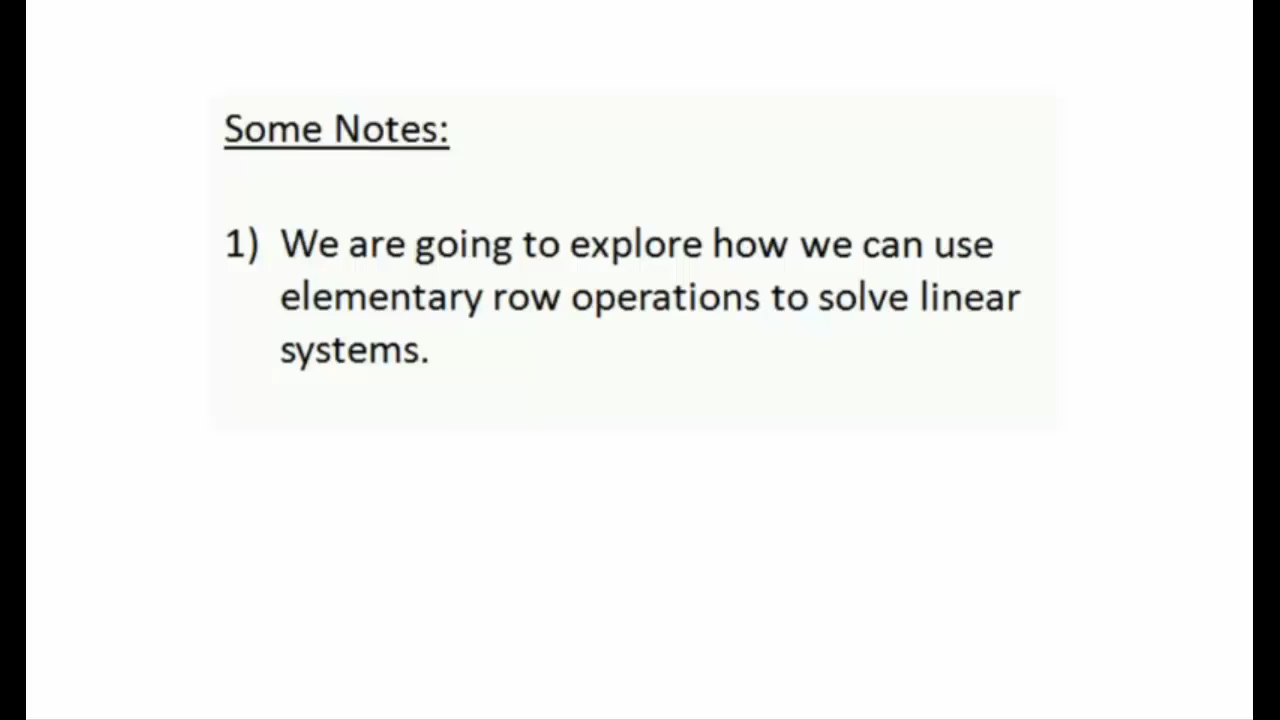 Some Notes:
1) We are going to explore how we can use
elementary row operations to solve linear
systems.